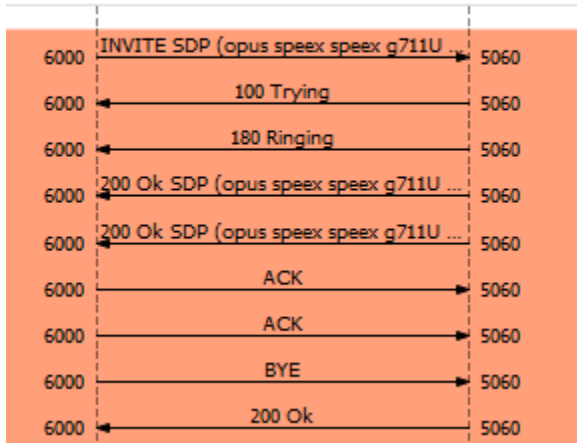 6000 INVITE SDP (opus speex speex g711U ... 5060
6000 100 Trying 5060
6000 180 Ringing 5060
6000 200 Ok SDP (opus speex speex g711U ... 5060
6000 200 Ok SDP (opus speex speex g711U ... 5060
6000 ACK 5060
6000 ACK 5060
6000 BYE 5060
6000 200 Ok 5060